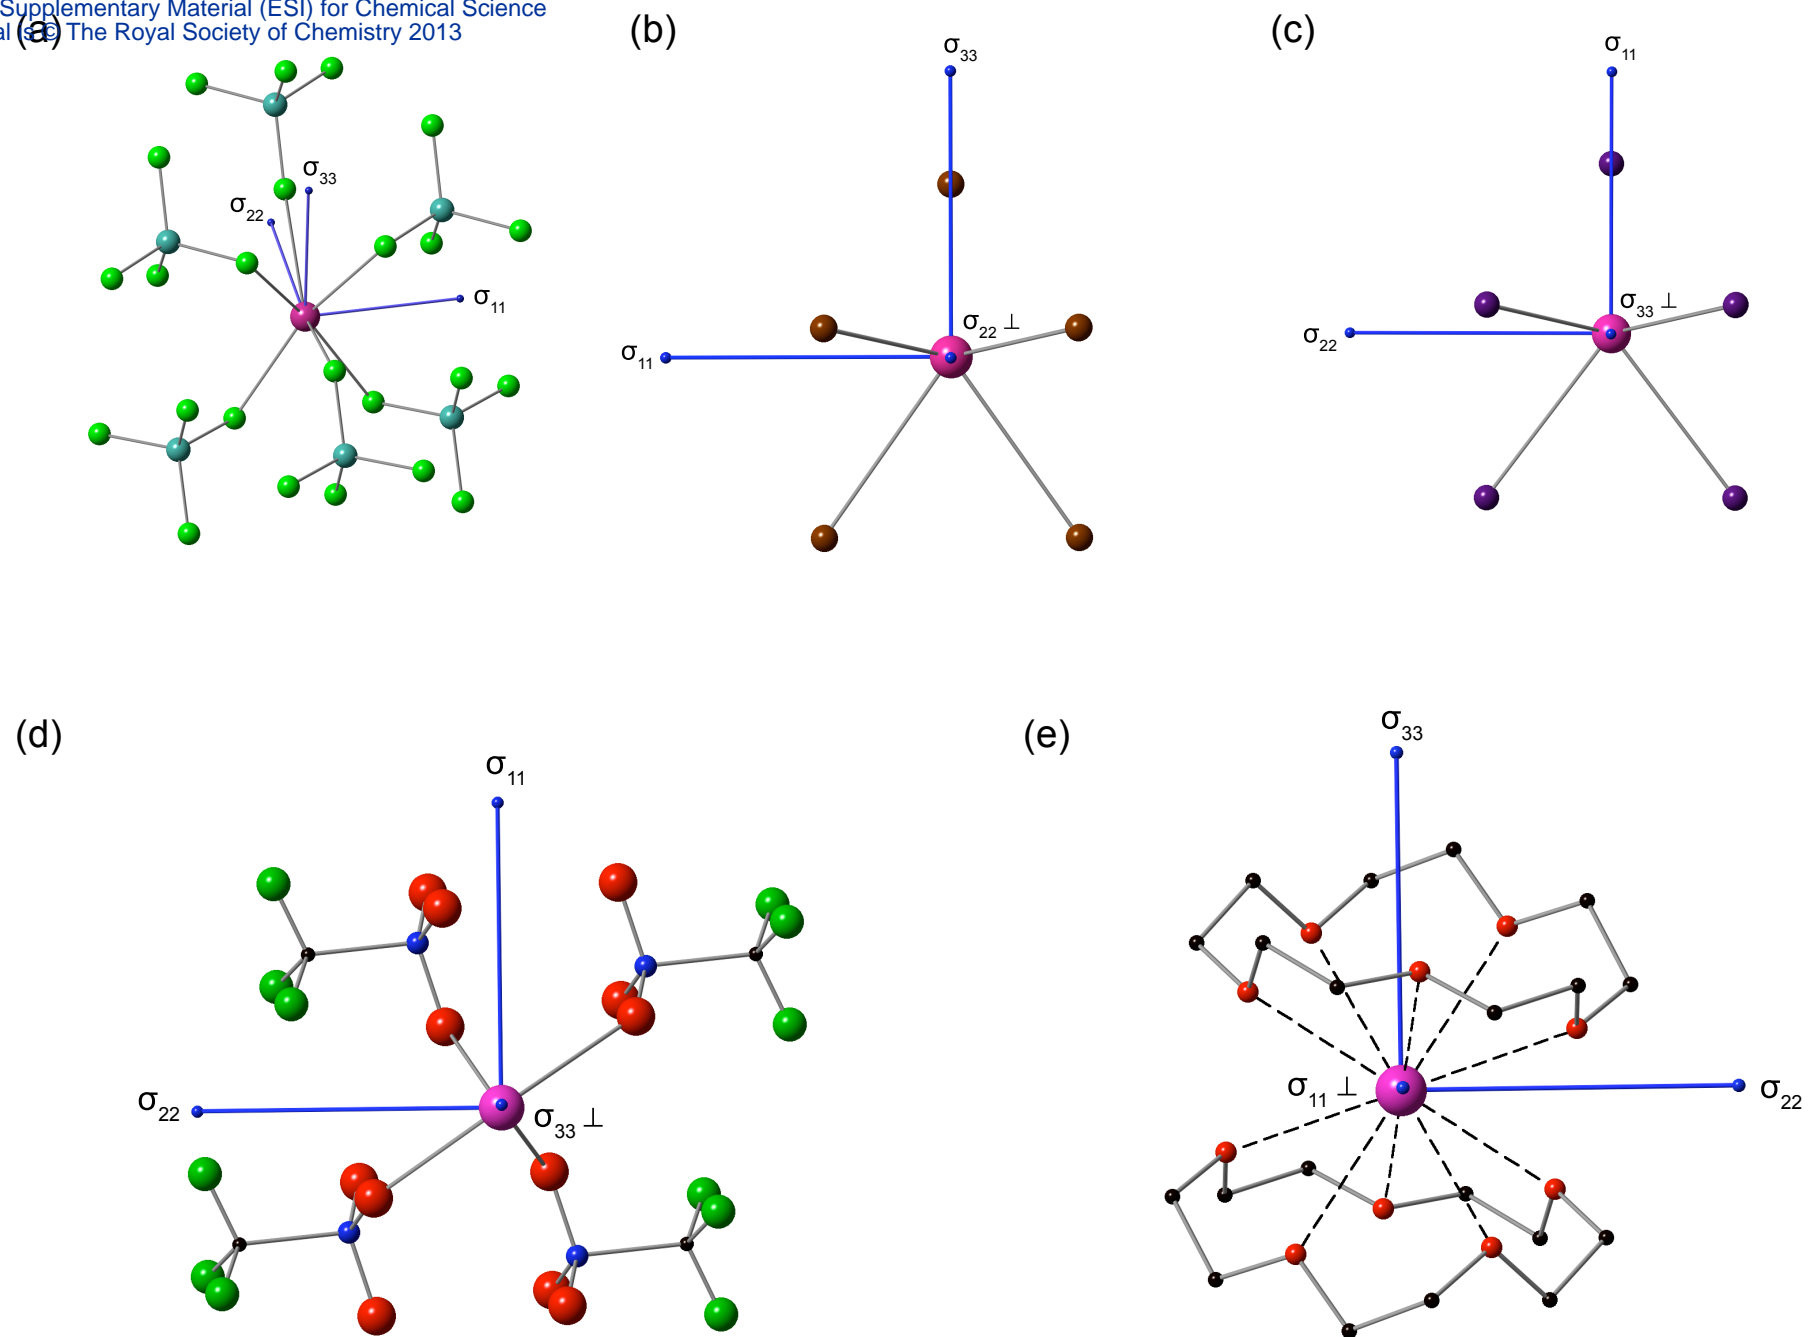 Supplementary Material (ESI) for Chemical Science
(a) The Royal Society of Chemistry 2013
(b)
(c)
σ33
σ22
σ11
σ33
σ22 ⊥
σ11
σ11
σ33 ⊥
σ22
(d)
(e)
σ11
σ22
σ33 ⊥
σ33
σ11 ⊥
σ22